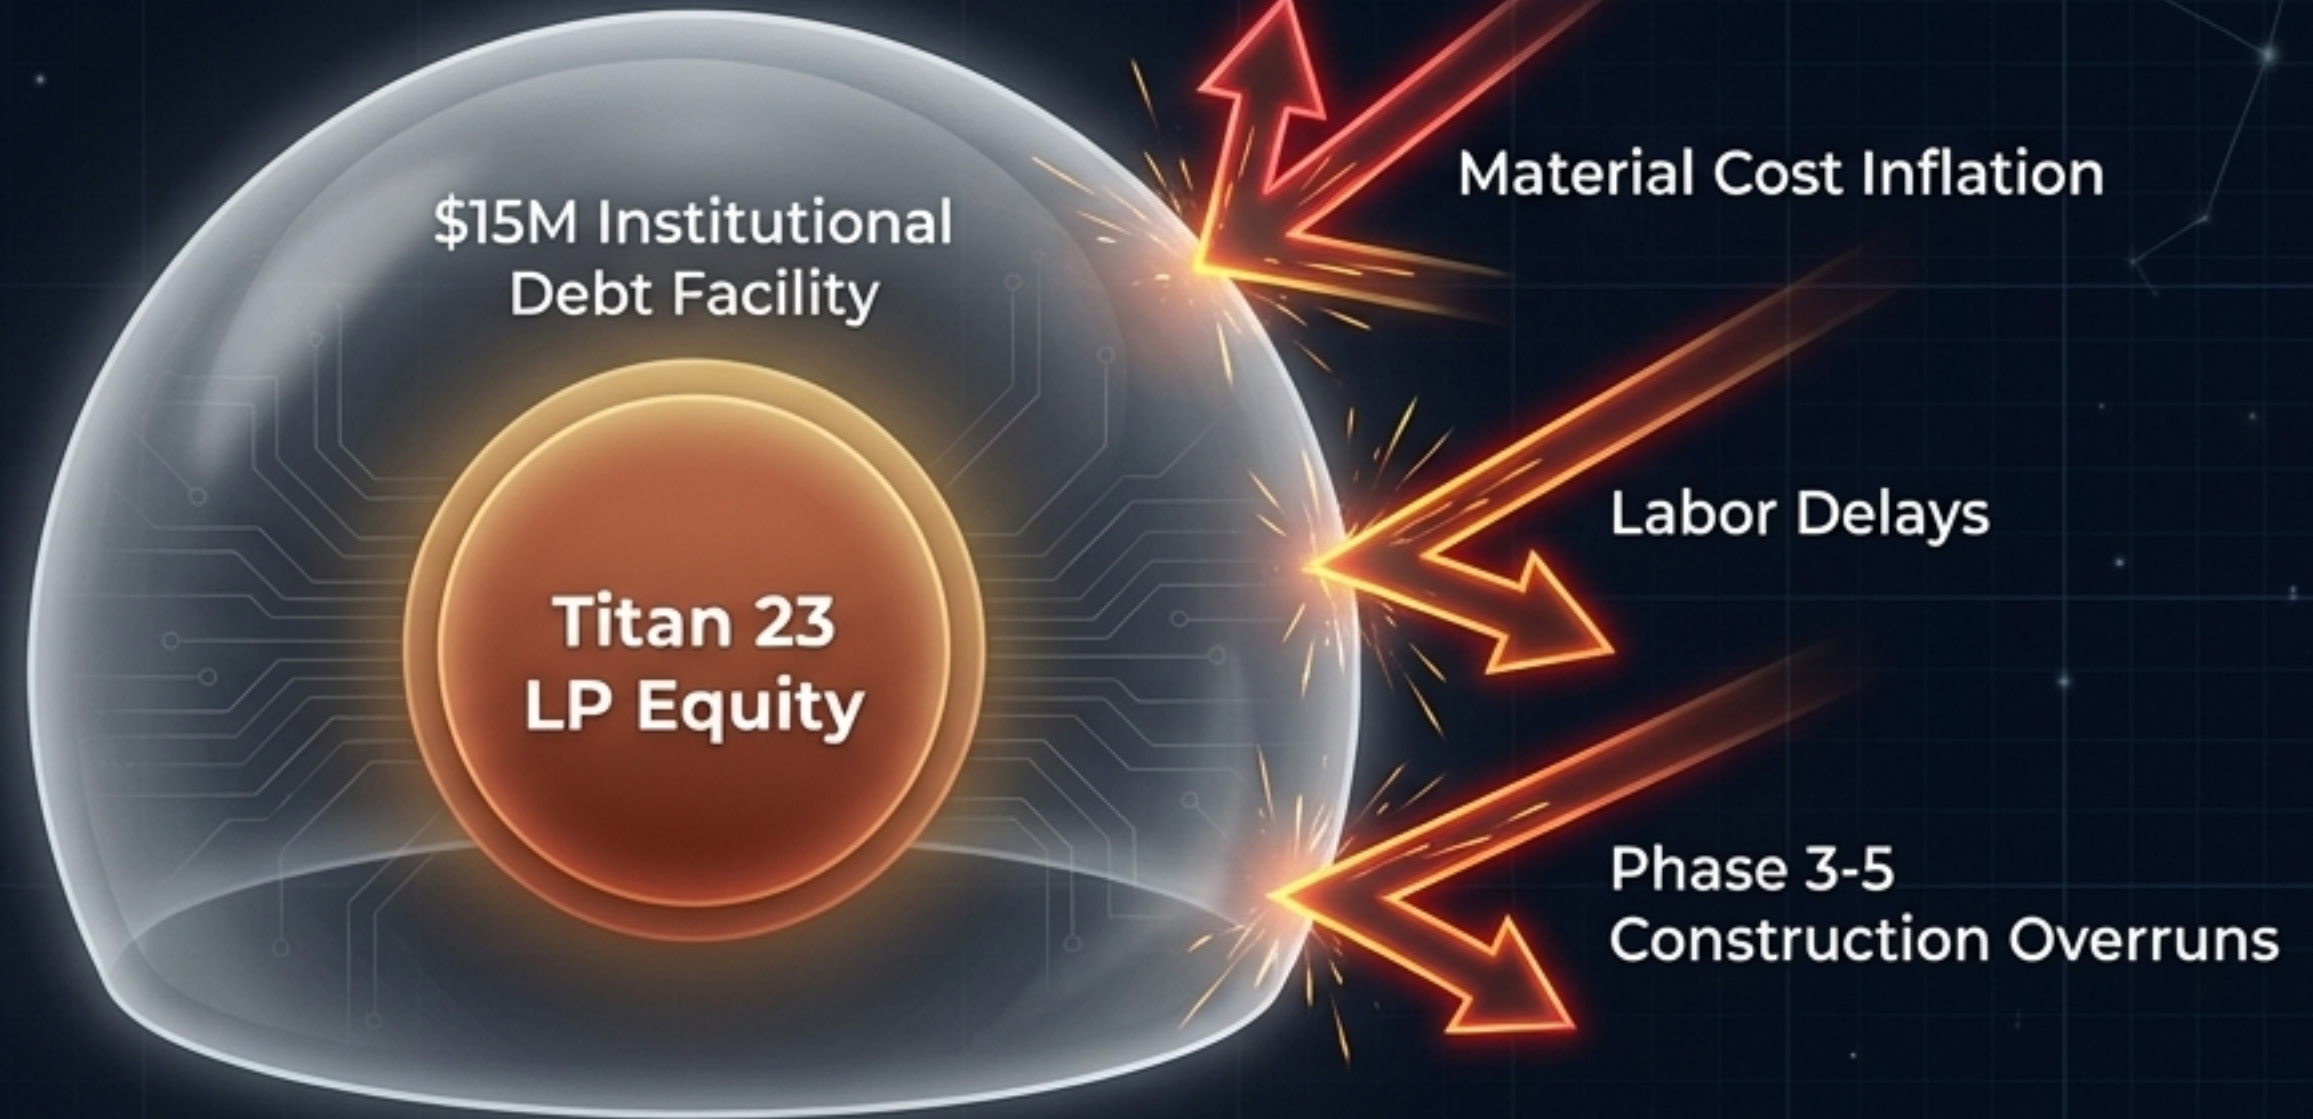 $15M Institutional
Debt Facility
Titan 23
LP Equity
Material Cost Inflation
Labor Delays
Phase 3-5
Construction Overruns